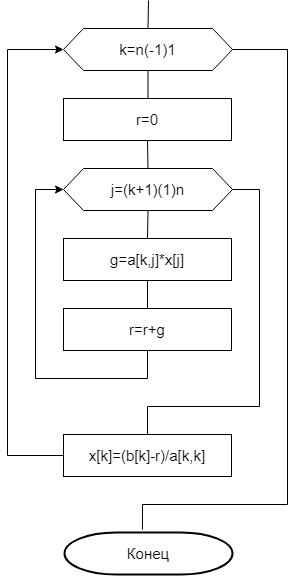 k=n(-1)1
r=0
j=(k+1)(1)n
g=a[k,j]*x[j]
r=r+g
x[k]=(b[k]-r)/a[k,k]
Конец